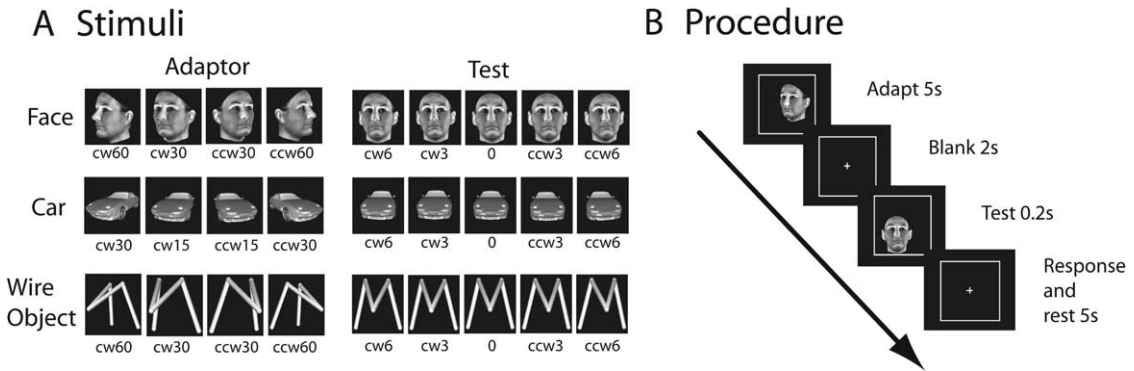 A Stimuli
Adaptor
Test
Face
cw60 cw30 ccw30 ccw60
cw6 cw3 0 ccw3 ccw6
Car
cw30 cw15 ccw15 ccw30
cw6 cw3 0 ccw3 ccw6
Wire
Object
cw60 cw30 ccw30 ccw60
cw6 cw3 0 ccw3 ccw6
B Procedure
Adapt 5s
Blank 2s
Test 0.2s
Response
and
rest 5s